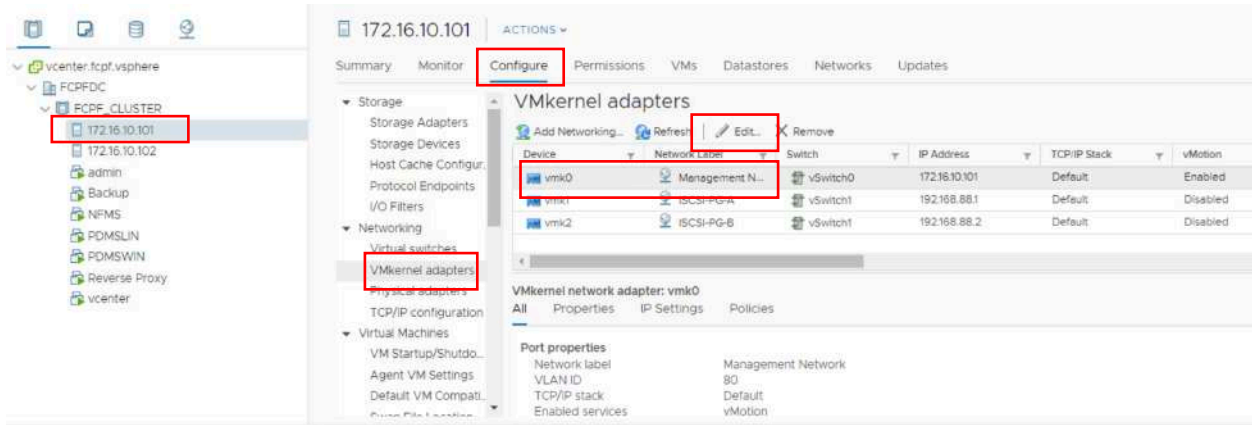 172.16.10.101 ACTIONS
vcenter.fcpf.vsphere
FCPFDC
FCPF_CLUSTER
172.16.10.101
172.16.10.102
admin
Backup
NFMS
PDMSLIN
PDMSWIN
Reverse Proxy
vcenter
Summary Monitor Configure Permissions VMs Datastores Networks Updates
Storage
Storage Adapters
Storage Devices
Host Cache Configur.
Protocol Endpoints
I/O Filters
Networking
Virtual switches
VMkernel adapters
Physical adapters
TCP/IP configuration
Virtual Machines
VM Startup/Shutdo...
Agent VM Settings
Default VM Compati..
Swap File Location
VMkernel adapters
Add Networking... Refresh Edit... Remove
Device Network Label Switch IP Address TCP/IP Stack vMotion
vmk0 Management N... vSwitch0 172.16.10.101 Default Enabled
vmk1 ISCSI-PG-A vSwitch1 192.168.88.1 Default Disabled
vmk2 ISCSI-PG-B vSwitch1 192.168.88.2 Default Disabled
VMkernel network adapter: vmk0
All Properties IP Settings Policies
Port properties
Network label Management Network
VLAN ID 80
TCP/IP stack Default
Enabled services vMotion